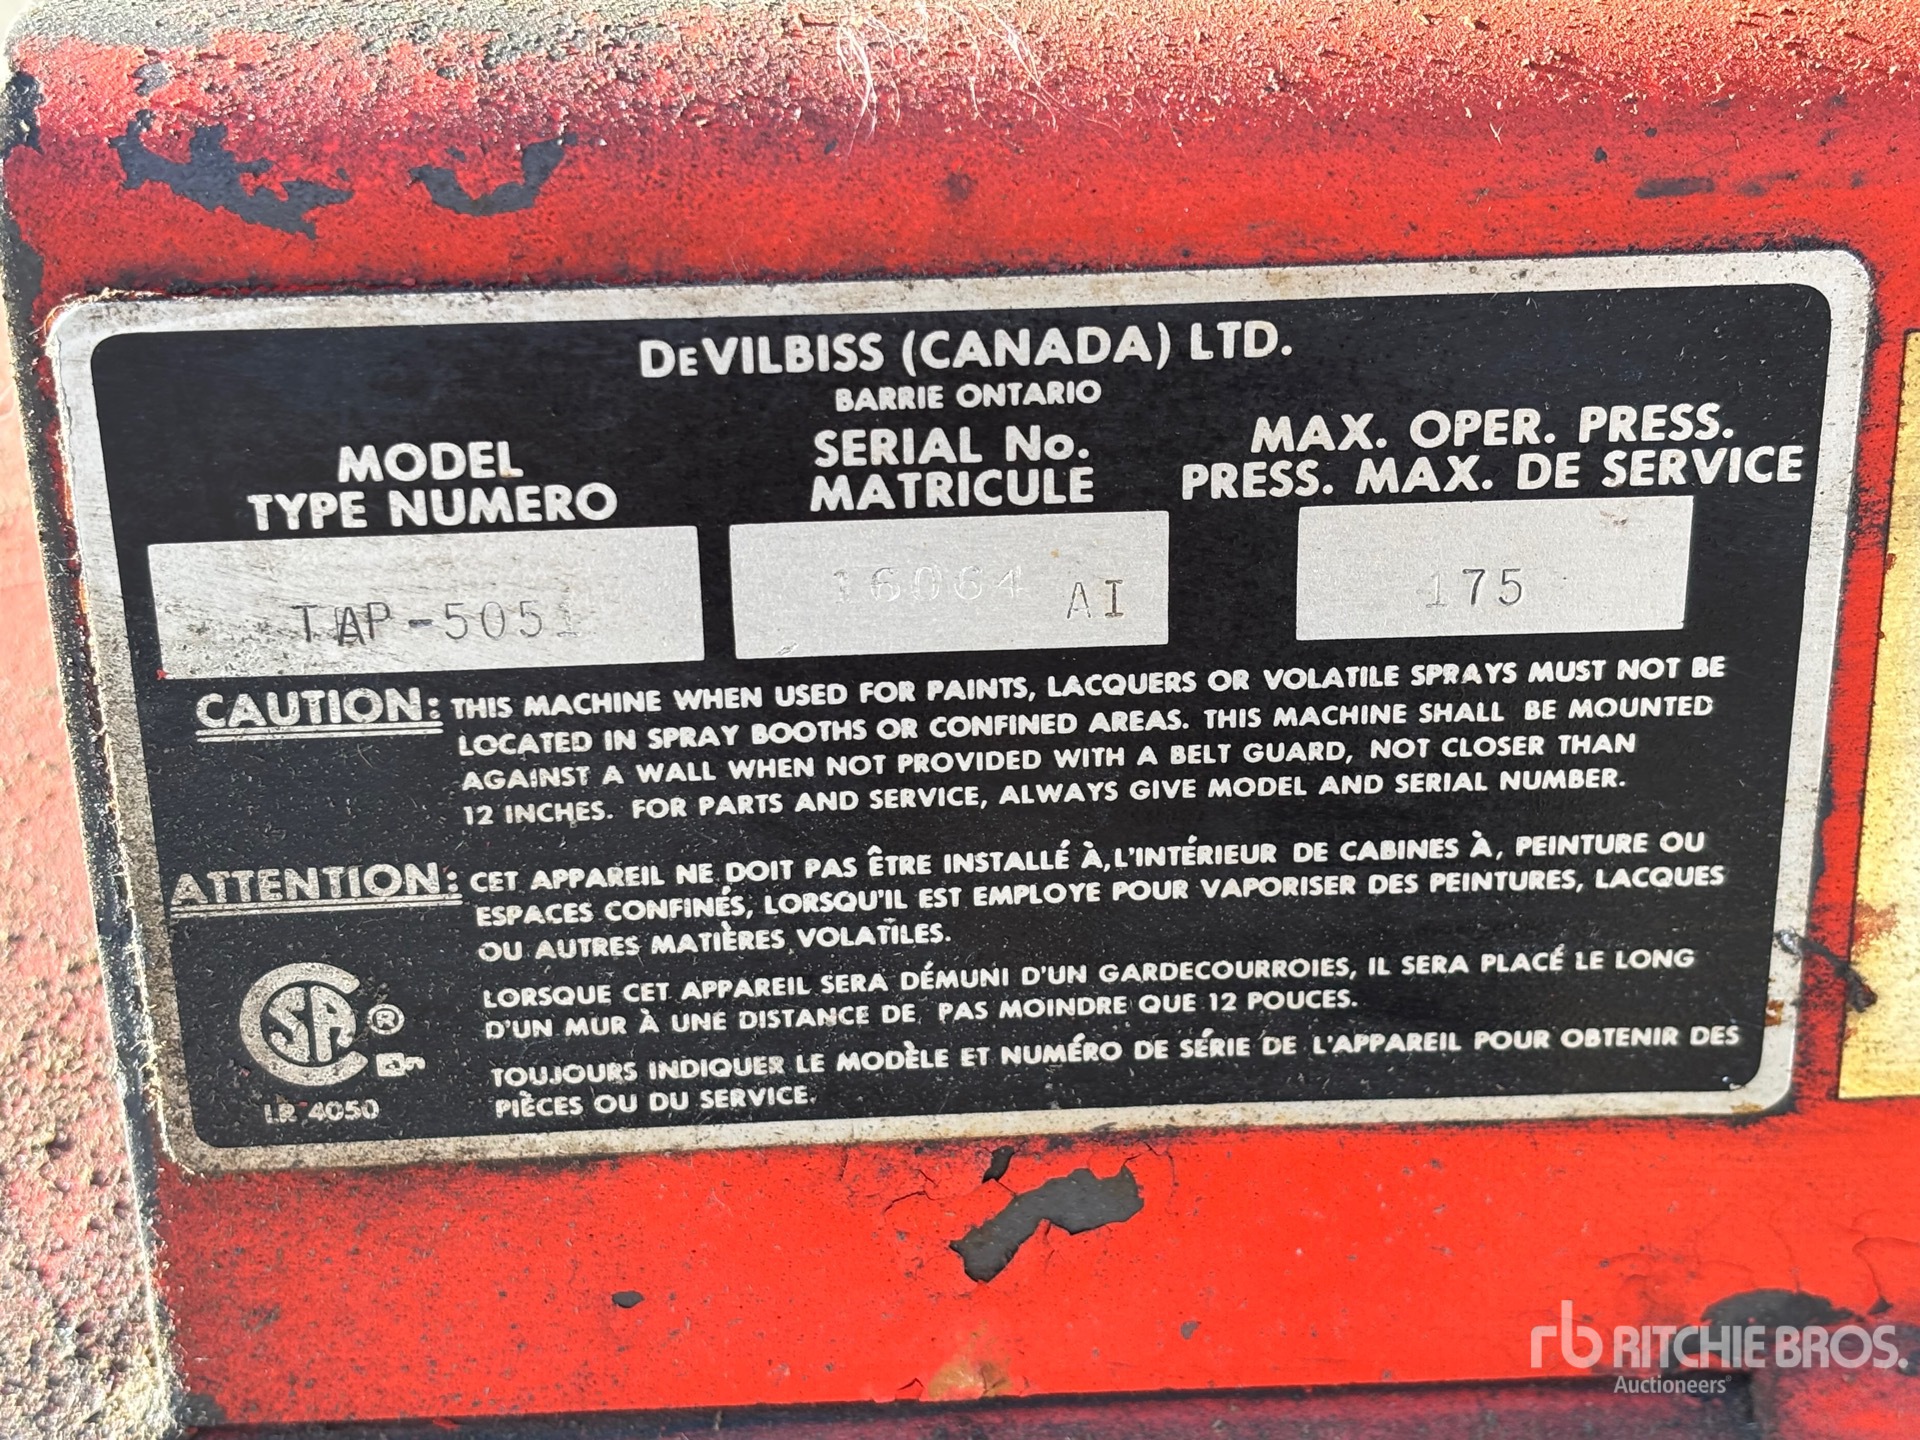 DeVILBISS (CANADA) LTD.
BARRIE ONTARIO
MODEL
TYPE NUMERO
TAP-5051
SERIAL No.
MATRICULE
16064 AI
MAX. OPER. PRESS.
PRESS. MAX. DE SERVICE
175
CAUTION: THIS MACHINE WHEN USED FOR PAINTS, LACQUERS OR VOLATILE SPRAYS MUST NOT BE
LOCATED IN SPRAY BOOTHS OR CONFINED AREAS. THIS MACHINE SHALL BE MOUNTED
AGAINST A WALL WHEN NOT PROVIDED WITH A BELT GUARD, NOT CLOSER THAN
12 INCHES. FOR PARTS AND SERVICE, ALWAYS GIVE MODEL AND SERIAL NUMBER.
ATTENTION: CET APPAREIL NE DOIT PAS ÊTRE INSTALLÉ À, L'INTÉRIEUR DE CABINES À, PEINTURE OU
ESPACES CONFINÉS, LORSQU'IL EST EMPLOYE POUR VAPORISER DES PEINTURES, LACQUES
OU AUTRES MATIÈRES VOLATILES.
LORSQUE CET APPAREIL SERA DÉMUNI D'UN GARDECOURROIES, IL SERA PLACÉ LE LONG
D'UN MUR À UNE DISTANCE DE PAS MOINDRE QUE 12 POUCES.
TOUJOURS INDIQUER LE MODÈLE ET NUMÉRO DE SÉRIE DE L'APPAREIL POUR OBTENIR DES
PIÈCES OU DU SERVICE.
CSA ®
LR 4050
rb RITCHIE BROS.
Auctioneers